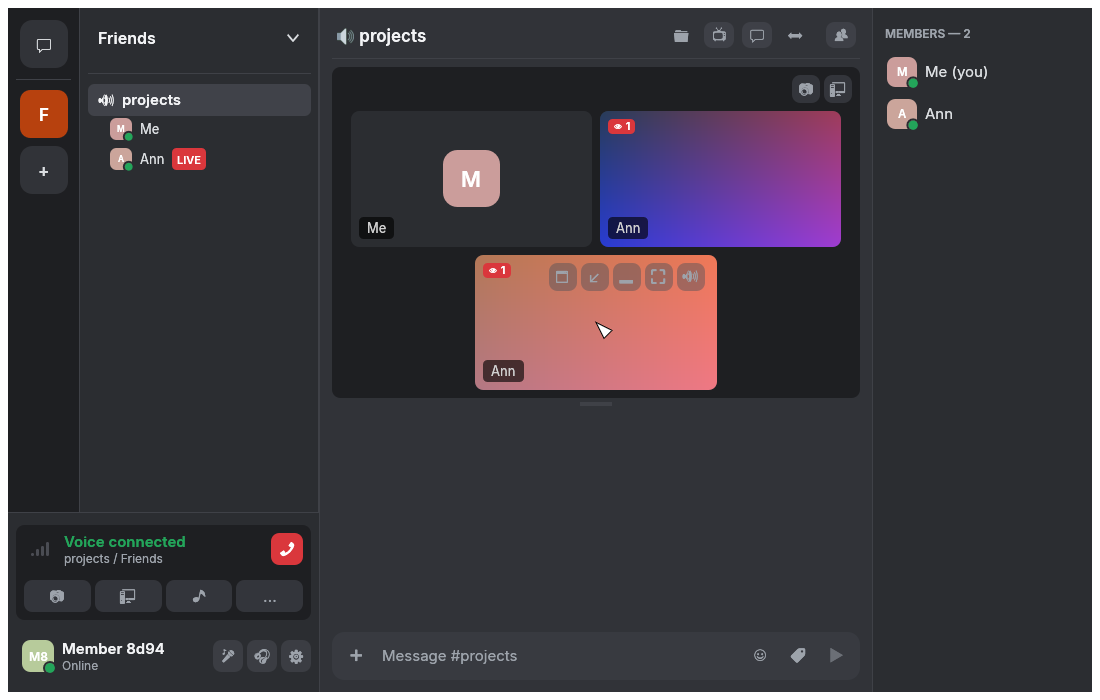 Friends
F
+
projects
M
Me
A
Ann
LIVE
Voice connected
projects / Friends
...
M8
Member 8d94
Online
projects
M
Me
1
Ann
1
Ann
+
Message #projects
MEMBERS — 2
M
Me (you)
A
Ann